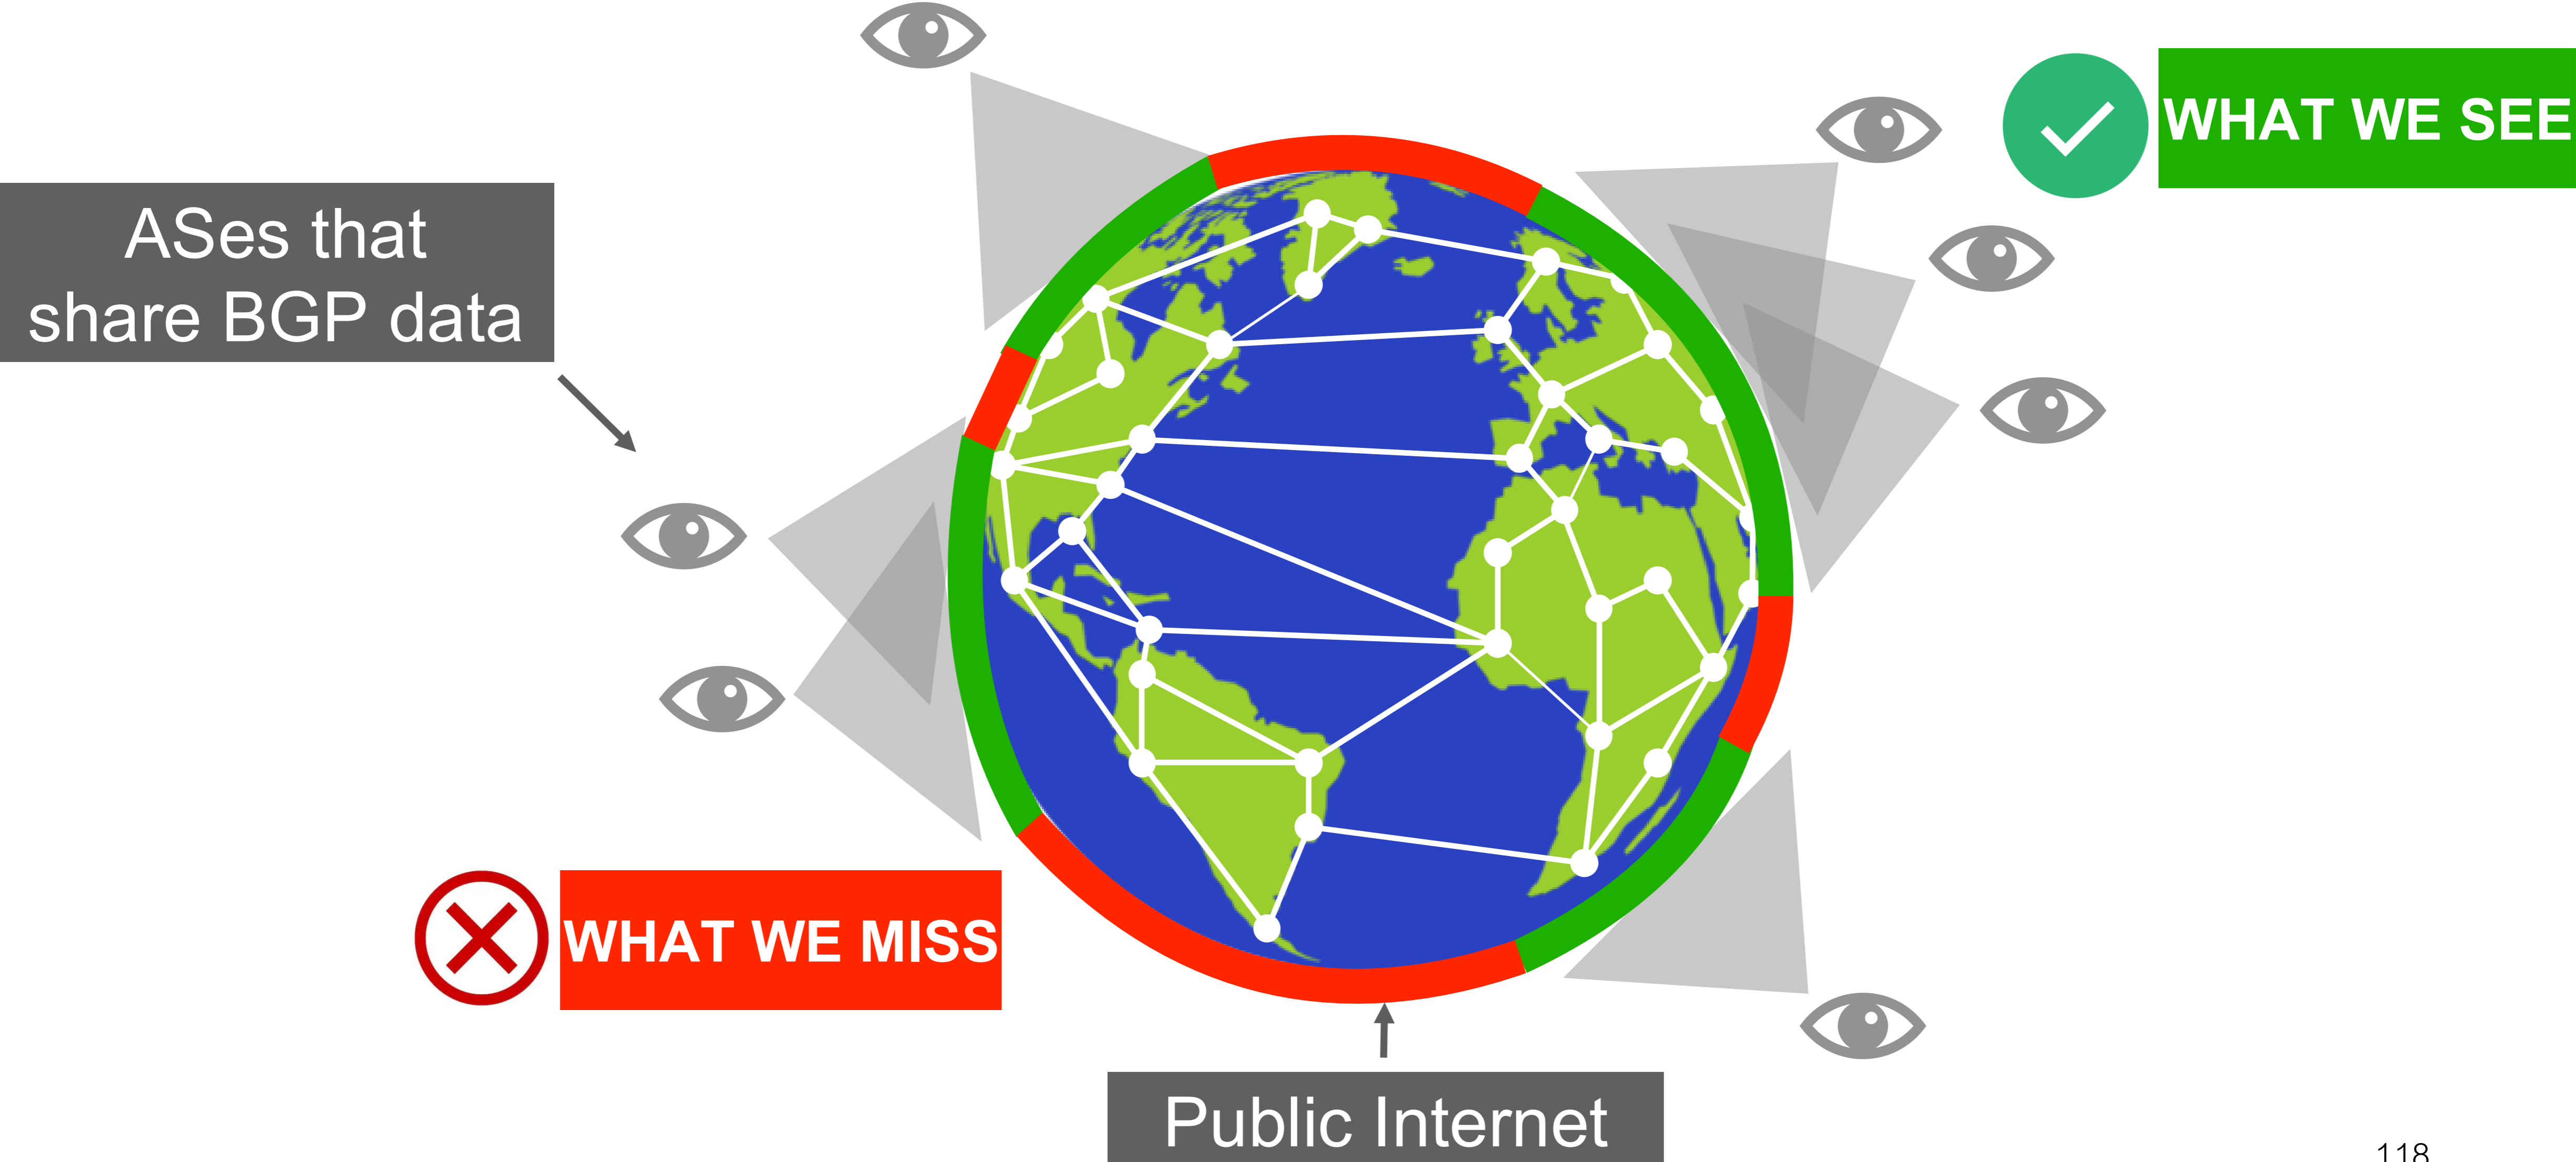 WHAT WE SEE
ASes that
share BGP data
WHAT WE MISS
Public Internet
118